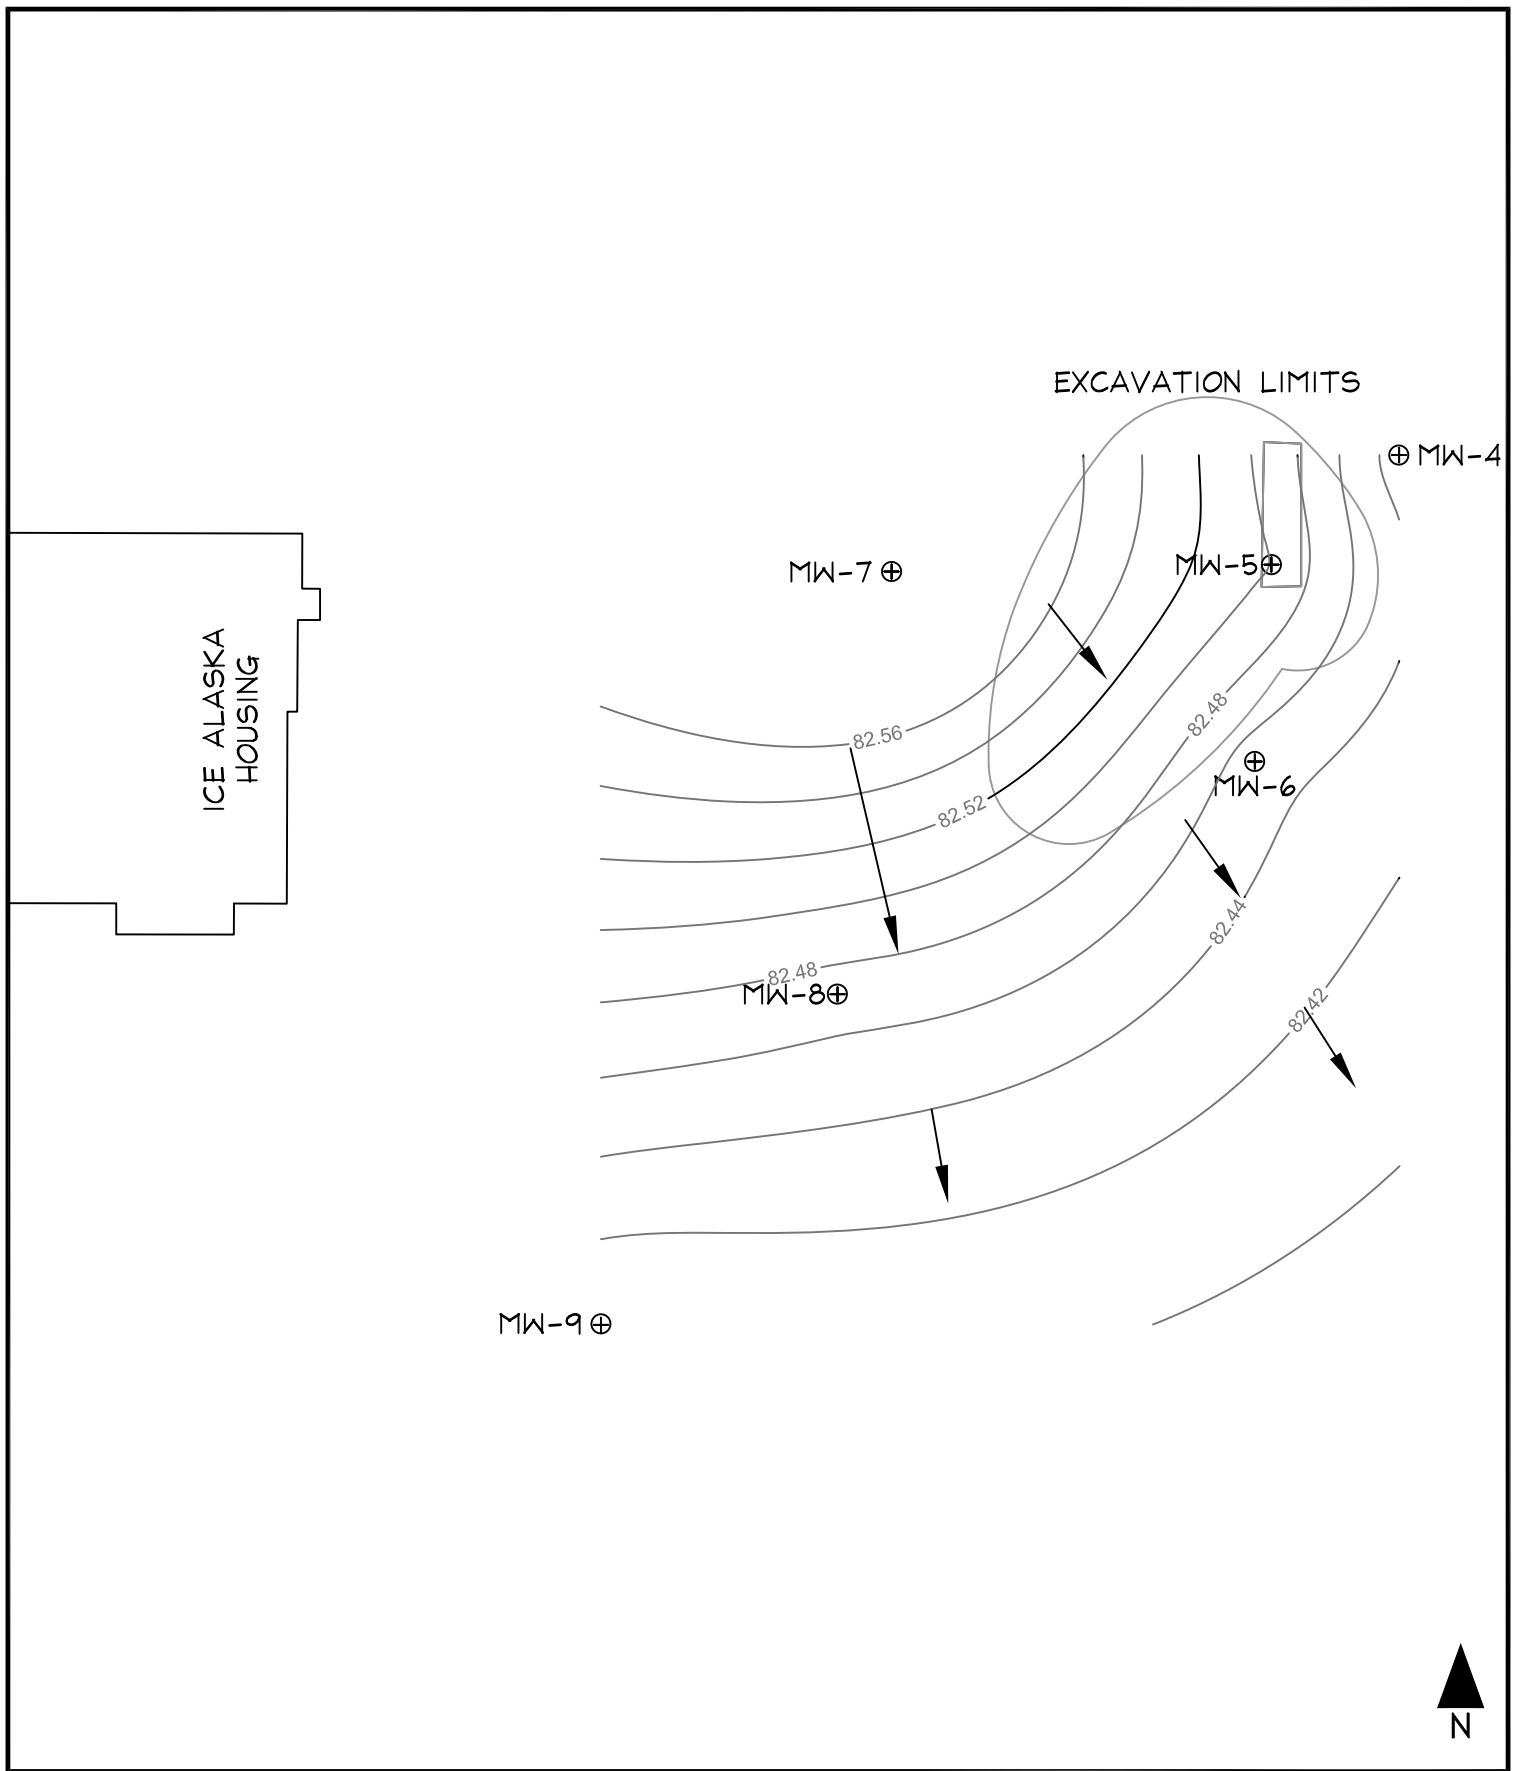 EXCAVATION LIMITS
MW-4
MW-7
MW-5
ICE ALASKA
HOUSING
82.48
82.56
MW-6
82.52
82.44
82.48
MW-8
82.42
MW-9
N